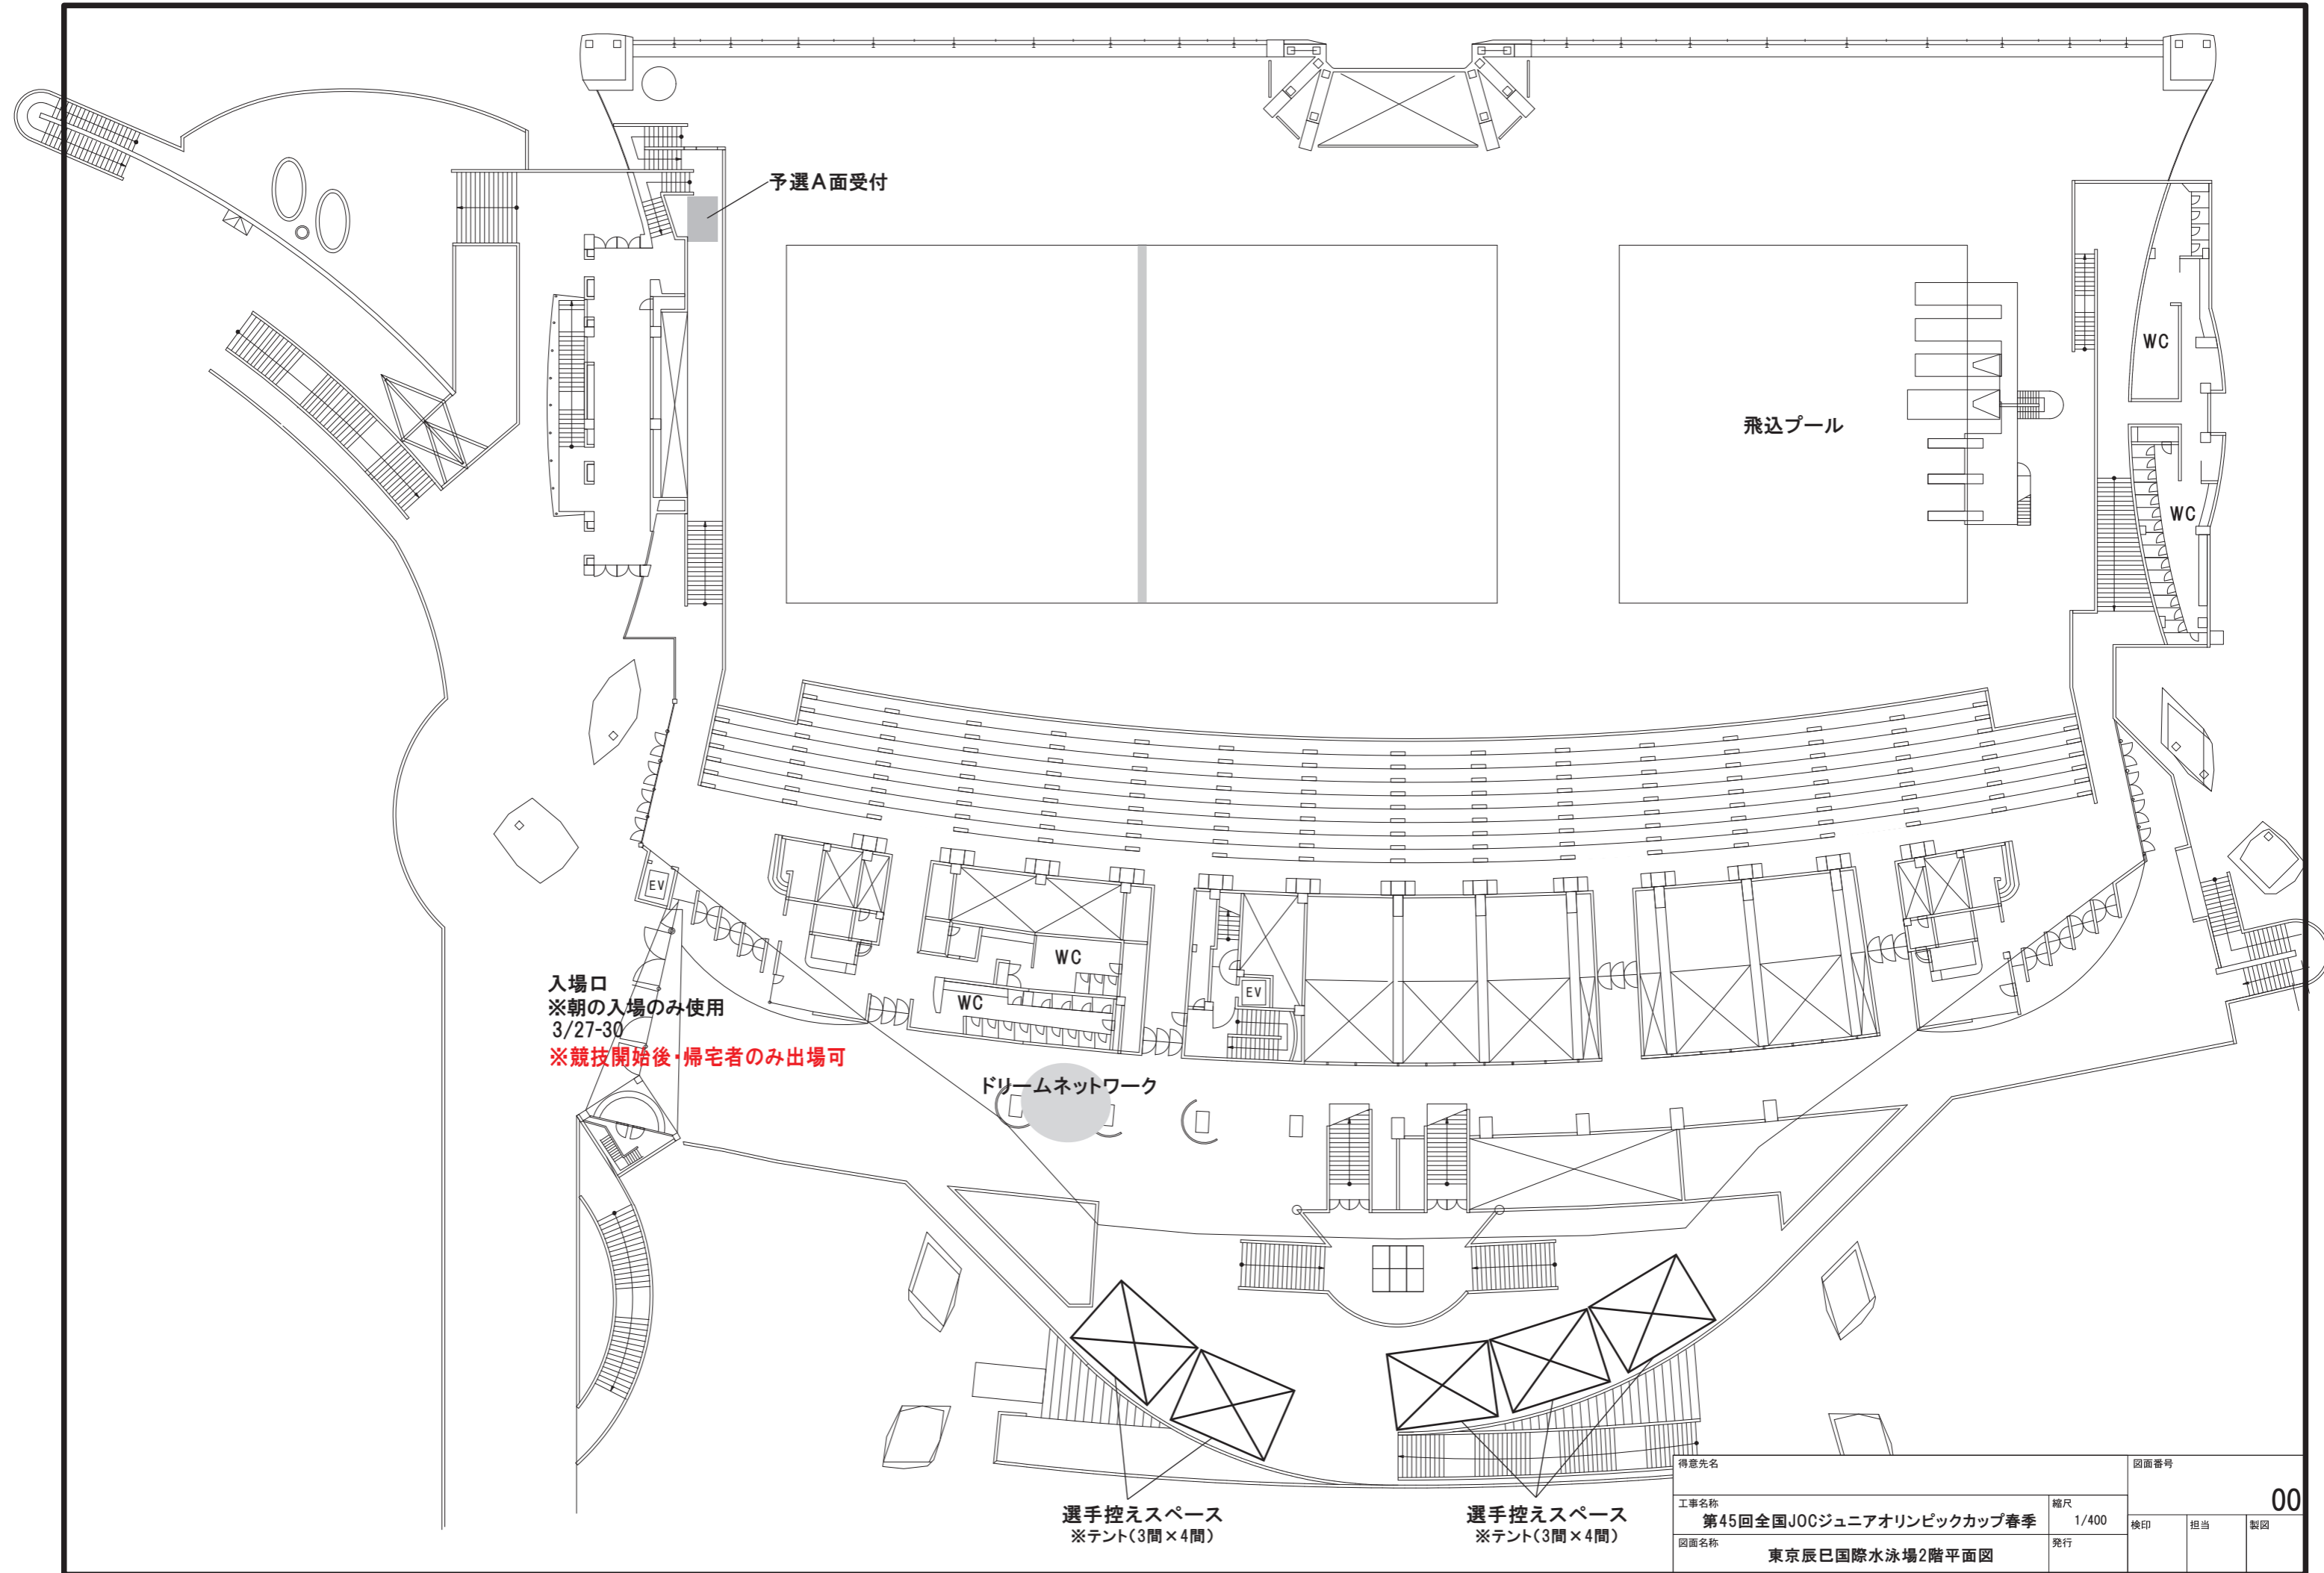 予選A面受付
WC
飛込プール
WC
EV
WC
入場口
※朝の入場のみ使用
3/27-30
※競技開始後・帰宅者のみ出場可
WC
EV
ドリームネットワーク
選手控えスペース
※テント(3間×4間)
選手控えスペース
※テント(3間×4間)
得意先名
図面番号
00
工事名称
第45回全国JOCジュニアオリンピックカップ春季
縮尺
1/400
検印
担当
製図
図面名称
東京辰巳国際水泳場2階平面図
発行